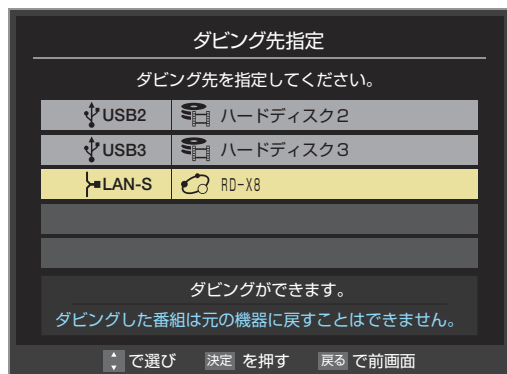 ダビング先指定
ダビング先を指定してください。
USB2 ハードディスク2
USB3 ハードディスク3
LAN-S RD-X8
ダビングができます。
ダビングした番組は元の機器に戻すことはできません。
で選び 決定 を押す 戻る で前画面